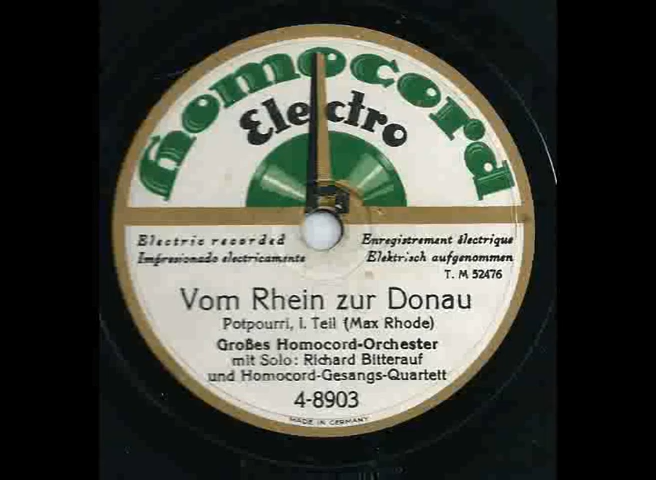 Homocord
Electro
Electric recorded
Enregistrement électrique
Impresionado electricamente
Elektrisch aufgenommen
T. M 52476
Vom Rhein zur Donau
Potpourri, I. Teil (Max Rhode)
Großes Homocord-Orchester
mit Solo: Richard Bitterauf
und Homocord-Gesangs-Quartett
4-8903
MADE IN GERMANY